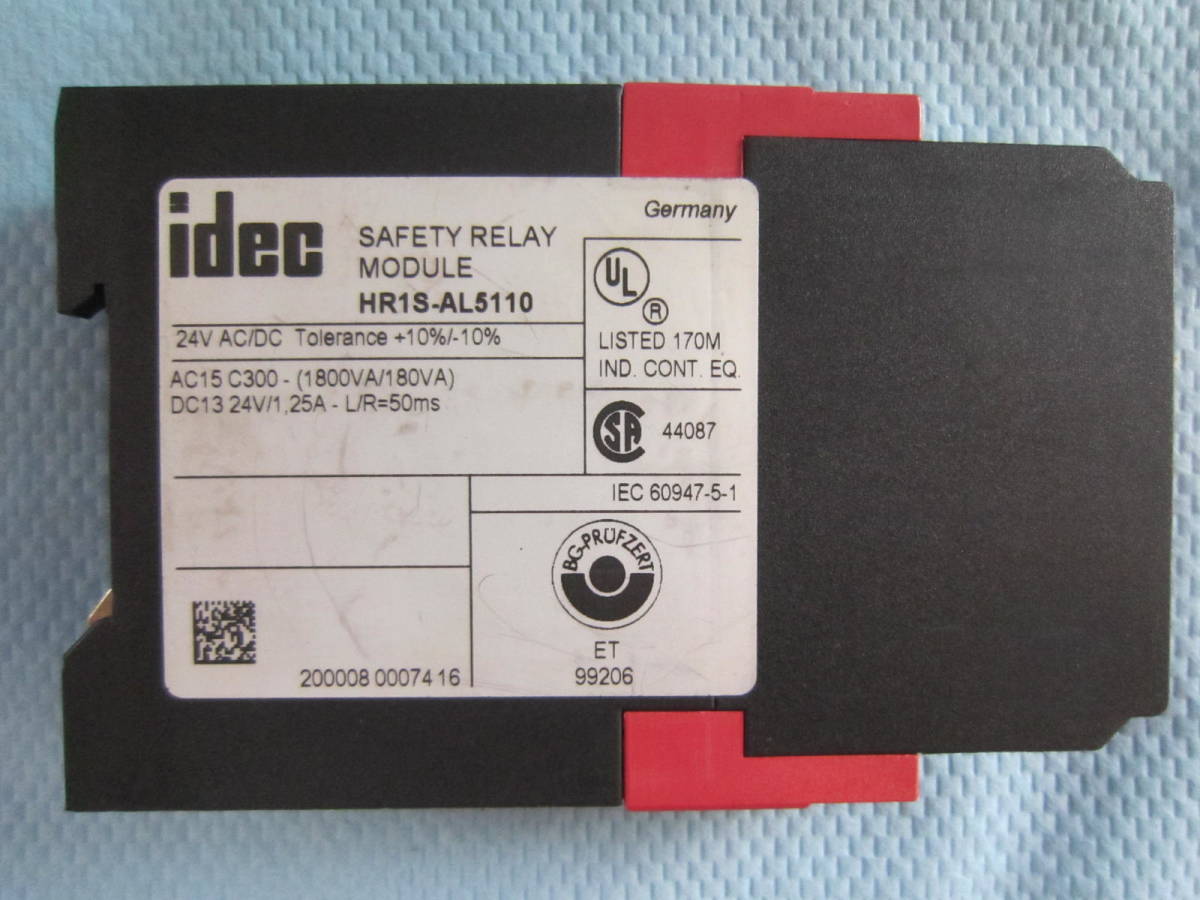 idec
Germany
SAFETY RELAY
MODULE
HR1S-AL5110
24V AC/DC Tolerance +10%/-10%
AC15 C300 - (1800VA/180VA)
DC13 24V/1,25A - L/R=50ms
UL
R
LISTED 170M
IND. CONT. EQ.
CSA
44087
IEC 60947-5-1
BG-PRÜFZERT
ET
99206
200008 0007416